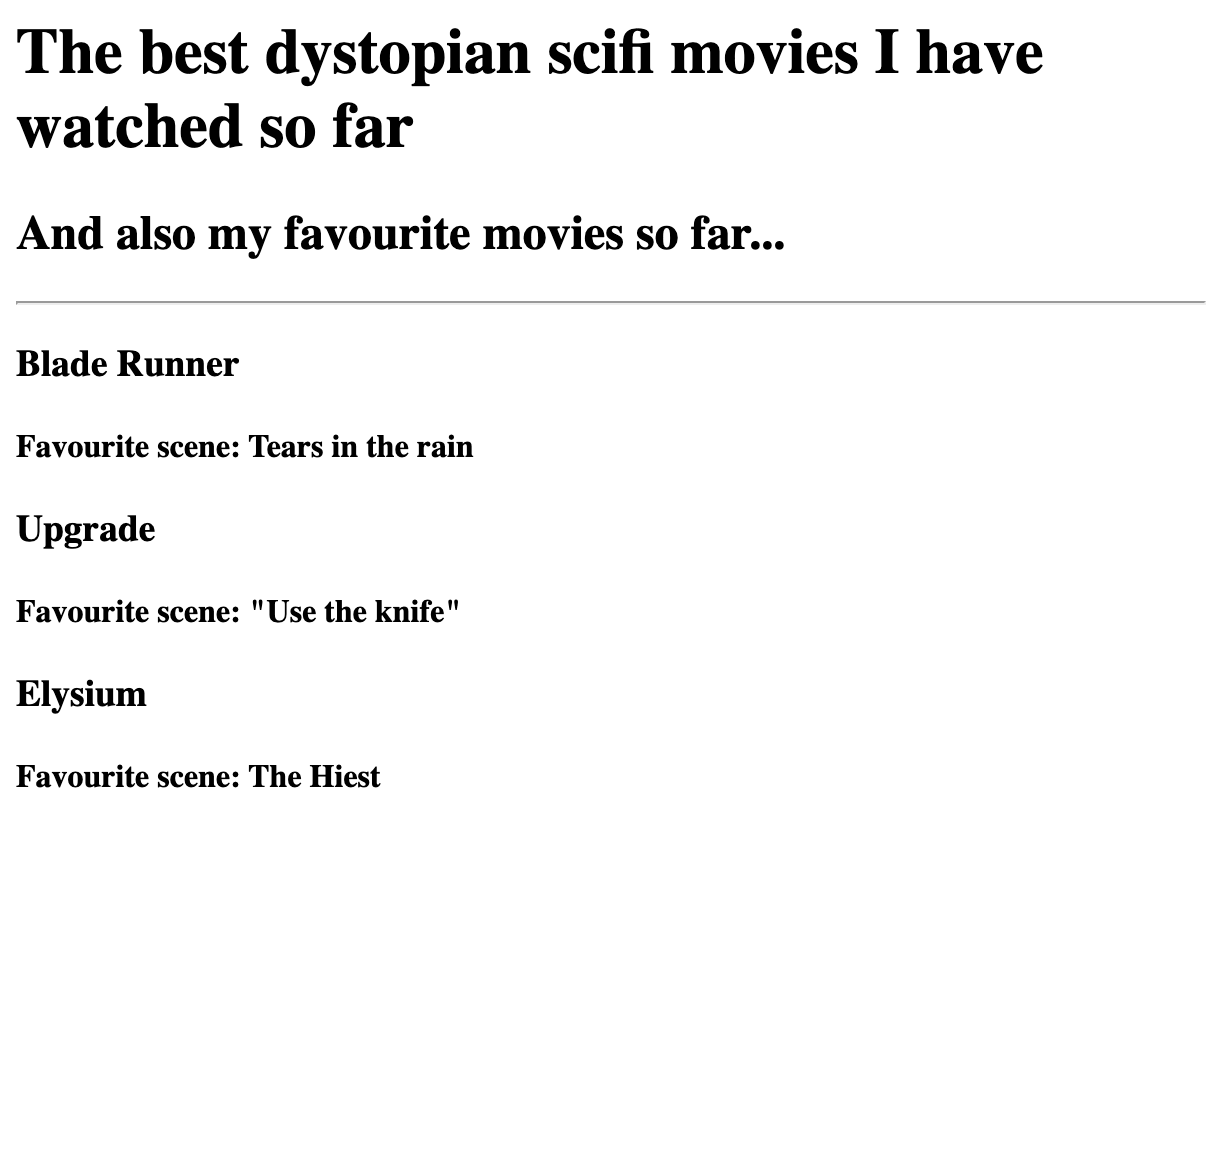 The best dystopian scifi movies I have
watched so far
And also my favourite movies so far...
Blade Runner
Favourite scene: Tears in the rain
Upgrade
Favourite scene: "Use the knife"
Elysium
Favourite scene: The Hiest